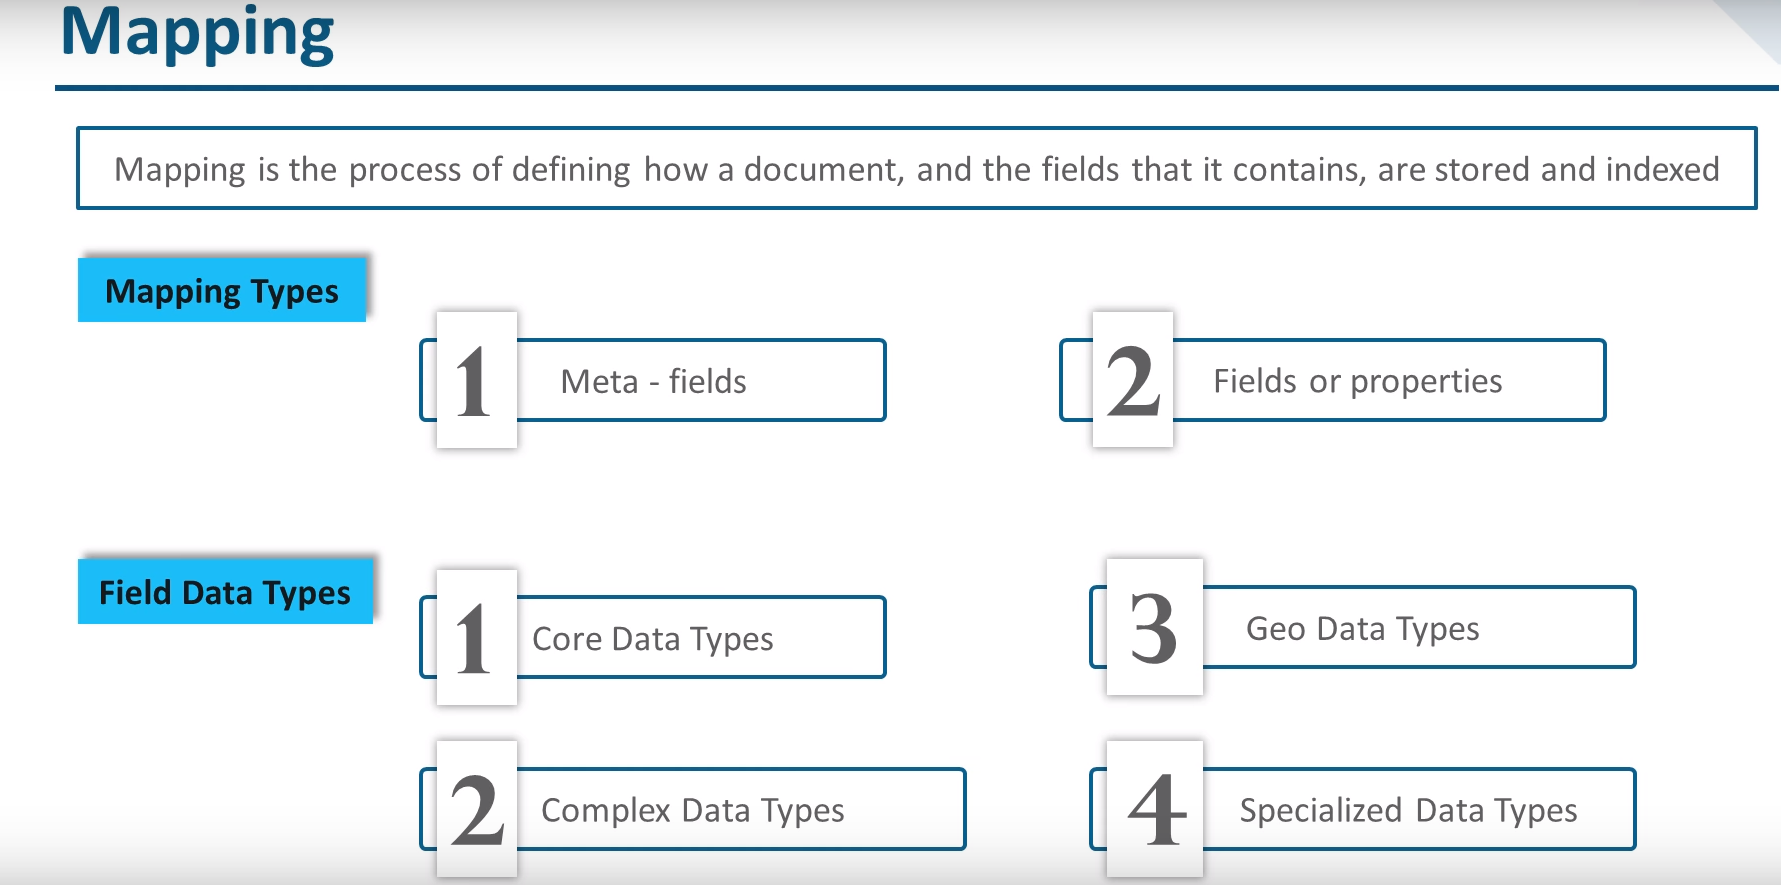 Mapping
Mapping is the process of defining how a document, and the fields that it contains, are stored and indexed
Mapping Types
1 Meta - fields
2 Fields or properties
Field Data Types
1 Core Data Types
3 Geo Data Types
2 Complex Data Types
4 Specialized Data Types